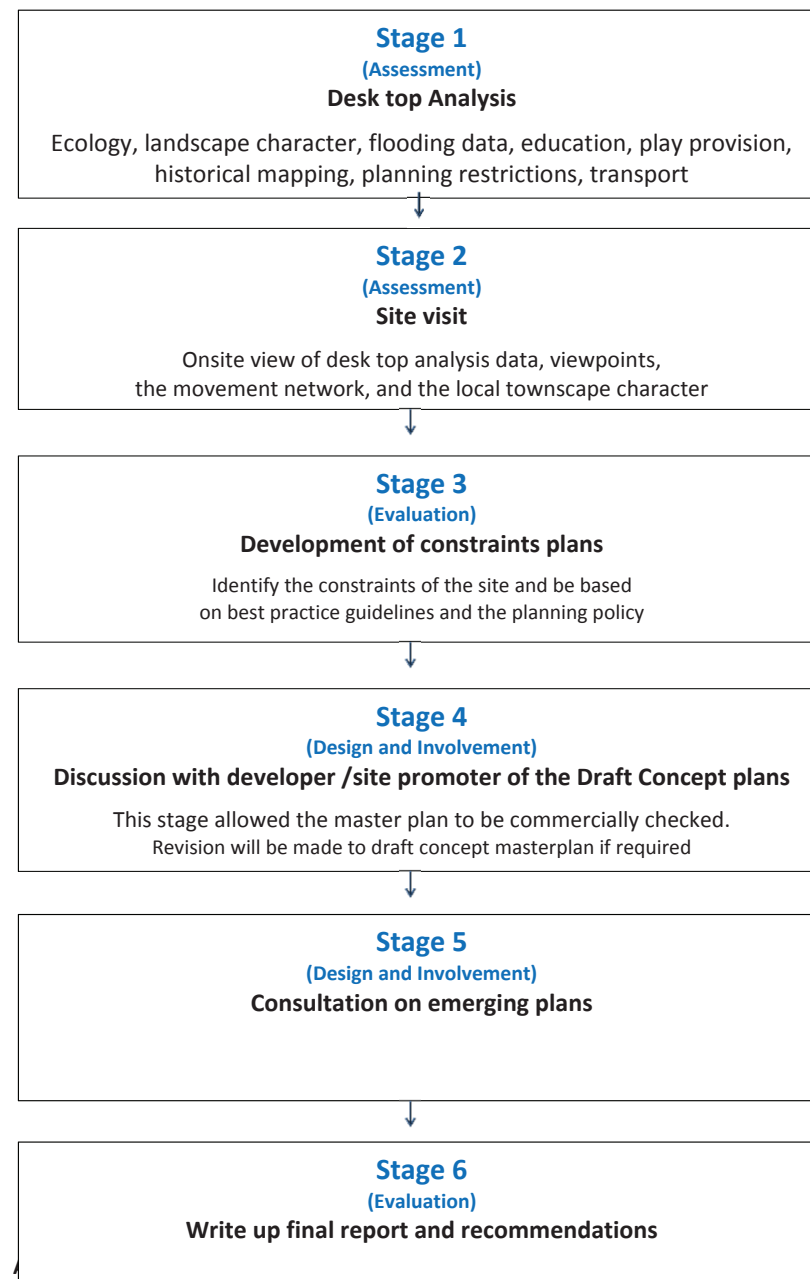 Stage 1
(Assessment)
Desk top Analysis
Ecology, landscape character, flooding data, education, play provision,
historical mapping, planning restrictions, transport
Stage 2
(Assessment)
Site visit
Onsite view of desk top analysis data, viewpoints,
the movement network, and the local townscape character
Stage 3
(Evaluation)
Development of constraints plans
Identify the constraints of the site and be based
on best practice guidelines and the planning policy
Stage 4
(Design and Involvement)
Discussion with developer /site promoter of the Draft Concept plans
This stage allowed the master plan to be commercially checked.
Revision will be made to draft concept masterplan if required
Stage 5
(Design and Involvement)
Consultation on emerging plans
Stage 6
(Evaluation)
Write up final report and recommendations